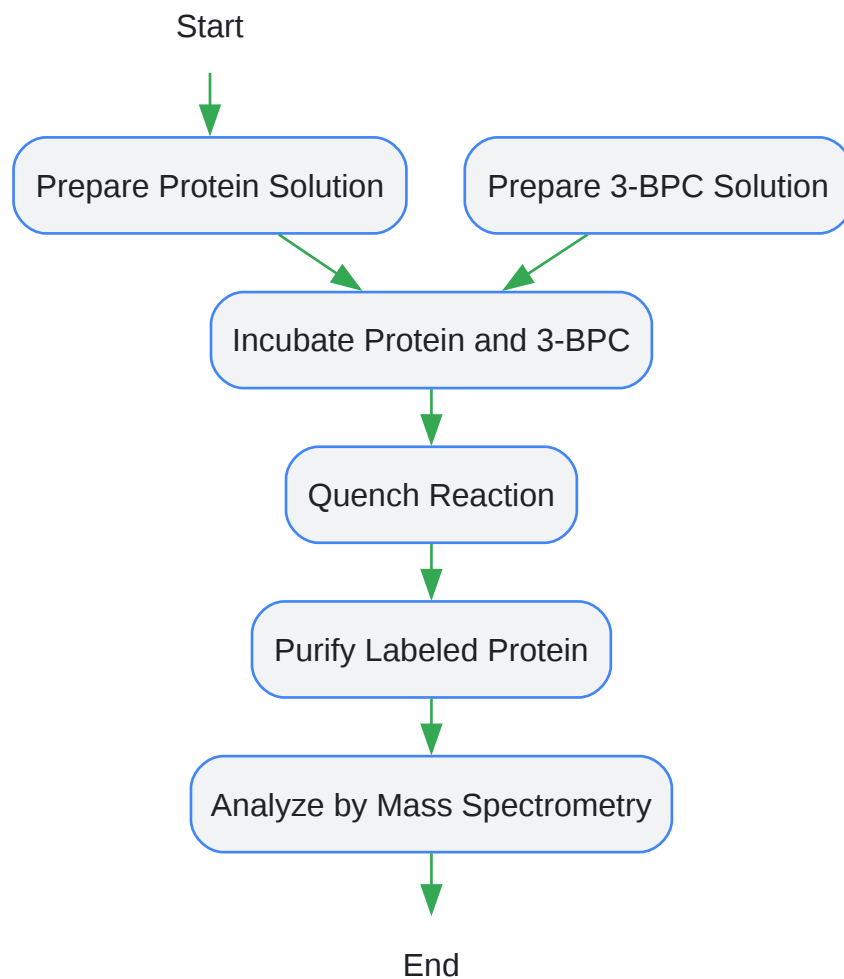 Start
Prepare Protein Solution
Prepare 3-BPC Solution
Incubate Protein and 3-BPC
Quench Reaction
Purify Labeled Protein
Analyze by Mass Spectrometry
End